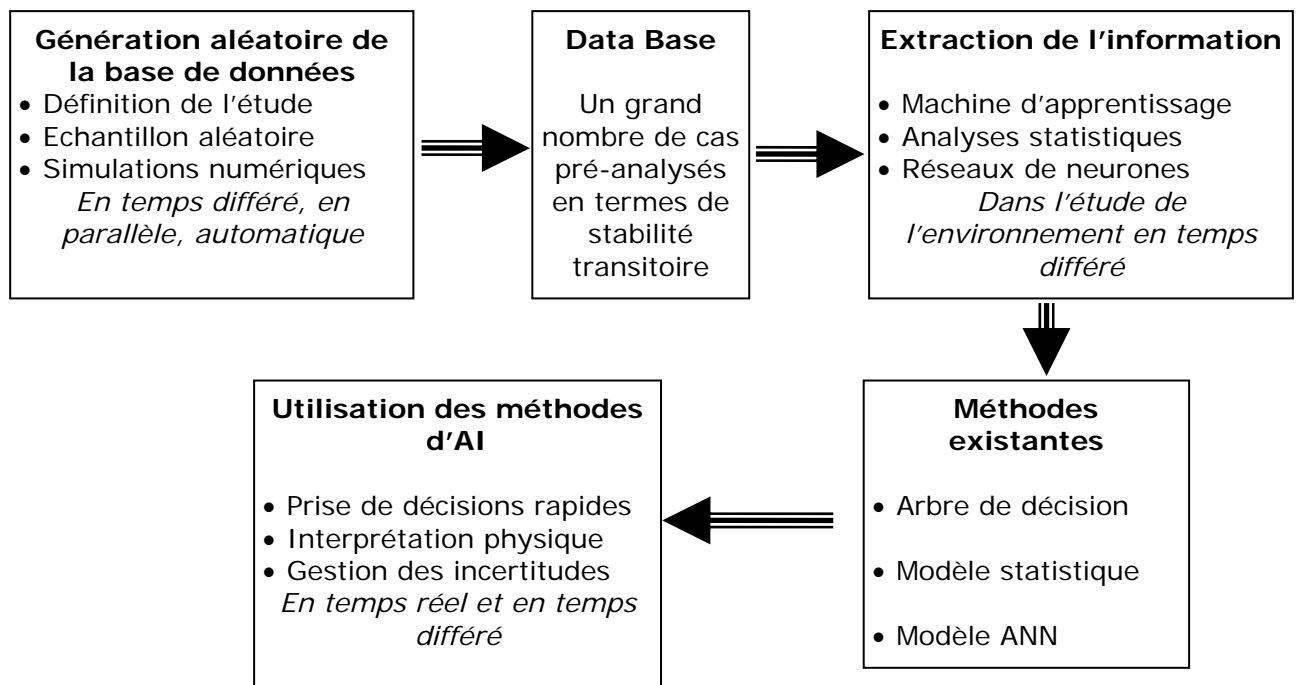 Génération aléatoire de
la base de données
• Définition de l’étude
• Echantillon aléatoire
• Simulations numériques
En temps différé, en
parallèle, automatique
Data Base
Un grand
nombre de cas
pré-analysés
en termes de
stabilité
transitoire
Extraction de l’information
• Machine d’apprentissage
• Analyses statistiques
• Réseaux de neurones
Dans l’étude de
l’environnement en temps
différé
Méthodes
existantes
• Arbre de décision
• Modèle statistique
• Modèle ANN
Utilisation des méthodes
d’AI
• Prise de décisions rapides
• Interprétation physique
• Gestion des incertitudes
En temps réel et en temps
différé